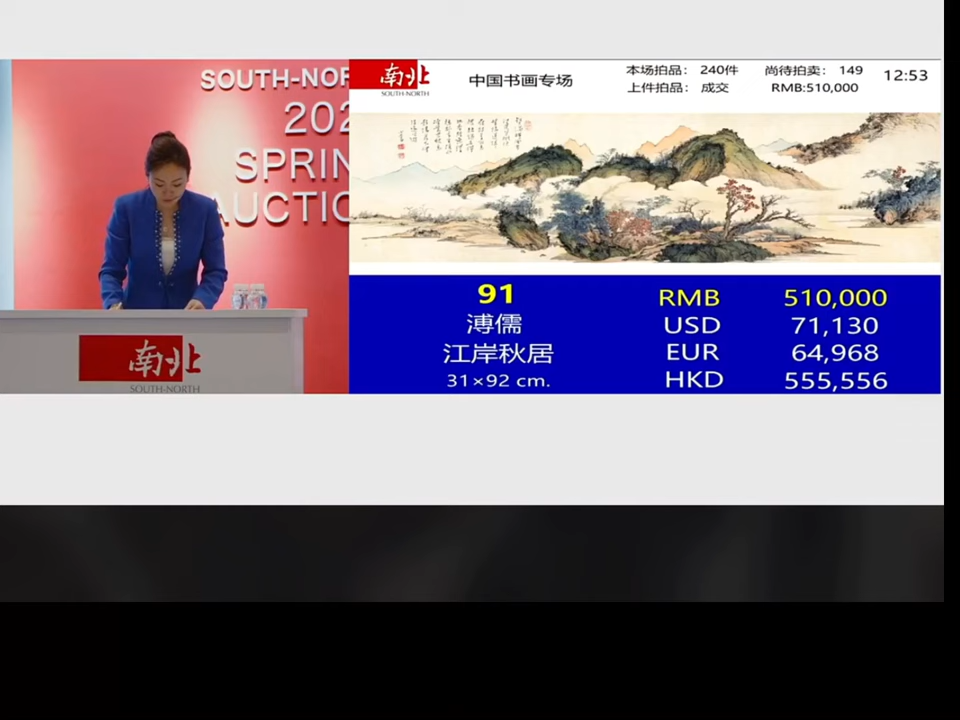 SOUTH-NOR
202
SPRIN
AUCTIO
南北
SOUTH-NORTH
南北
SOUTH-NORTH
中国书画专场
本场拍品: 240件 尚待拍卖: 149
上件拍品: 成交 RMB:510,000
12:53
91
溥儒
江岸秋居
31×92 cm.
RMB 510,000
USD 71,130
EUR 64,968
HKD 555,556